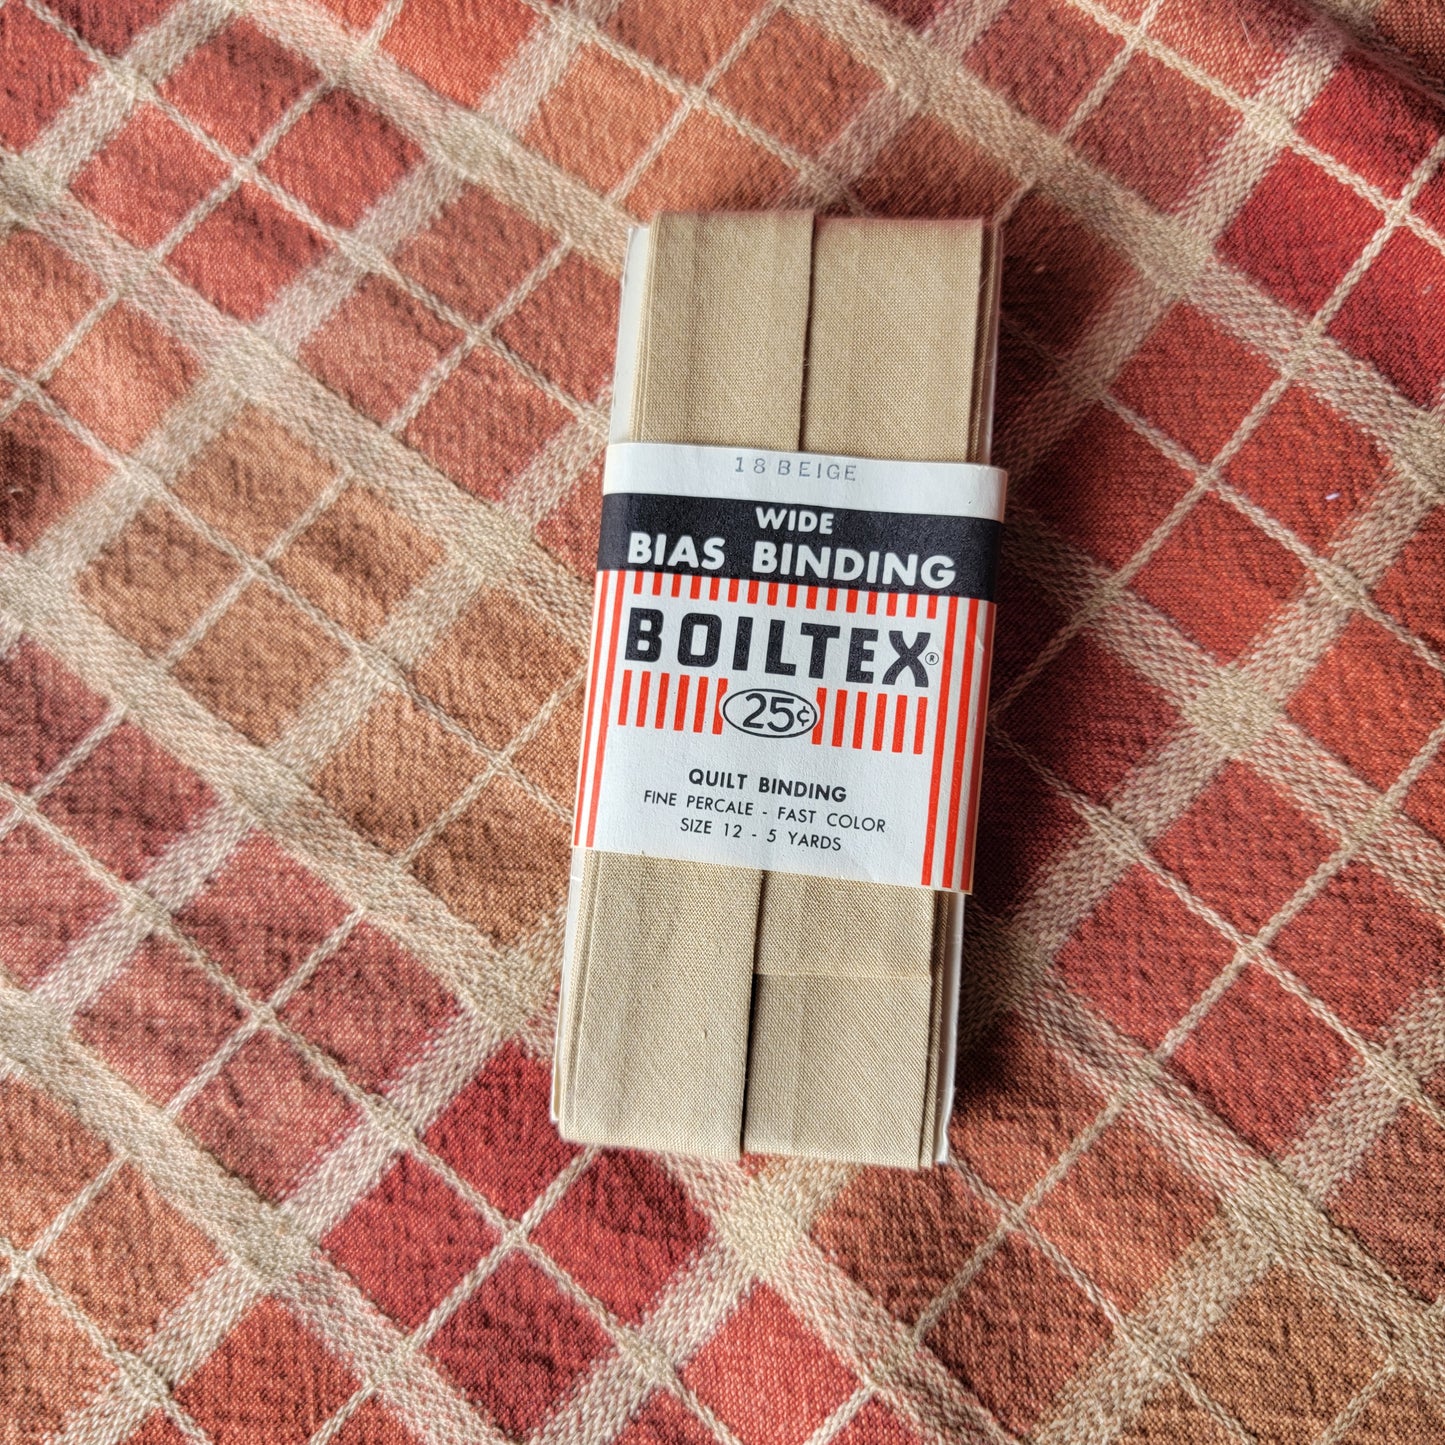 18 BEIGE
WIDE
BIAS BINDING
BOILTEX®
25¢
QUILT BINDING
FINE PERCALE - FAST COLOR
SIZE 12 - 5 YARDS